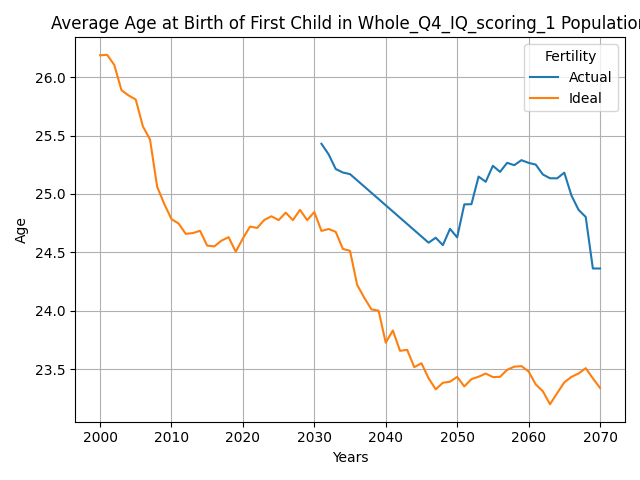 Average Age at Birth of First Child in Whole_Q4_IQ_scoring_1 Population
Fertility
Actual
Ideal
26.0
25.5
25.0
24.5
24.0
23.5
Age
2000 2010 2020 2030 2040 2050 2060 2070
Years